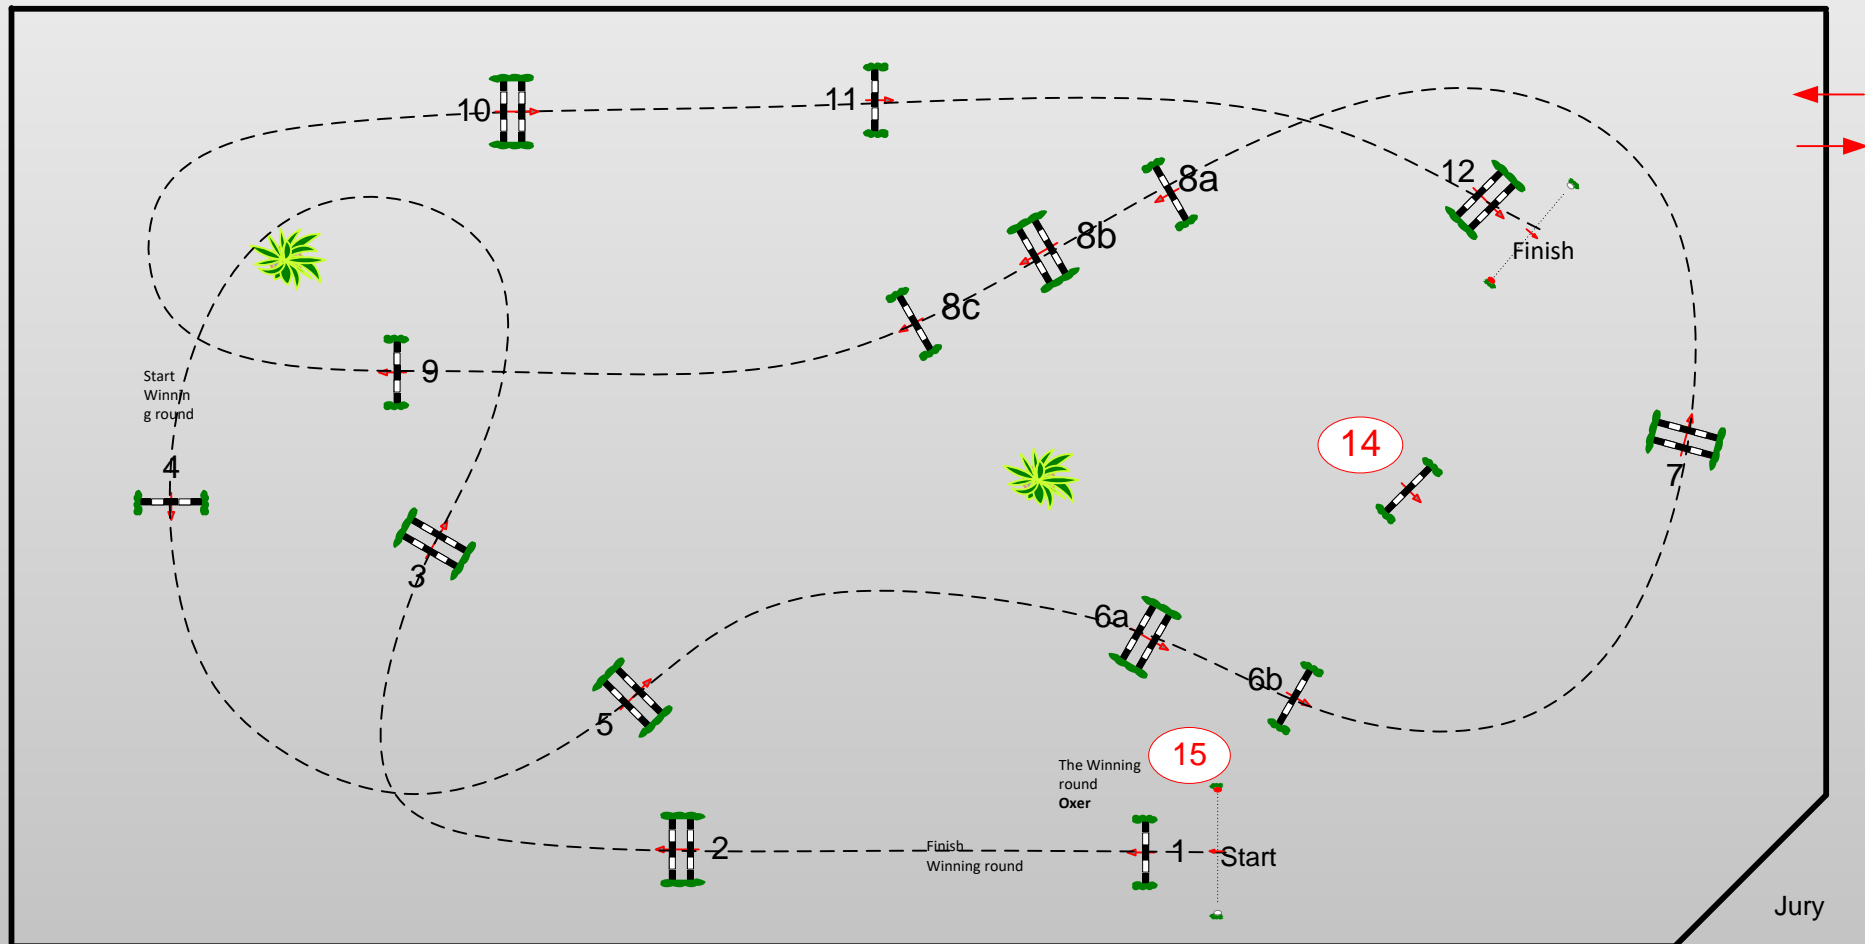 10
11
8a
12
8b
Finish
8c
9
Start
Winnin
g round
14
4
7
3
6a
6b
5
15
The Winning
round
Oxer
2
Finish
Winning round
1
Start
Jury